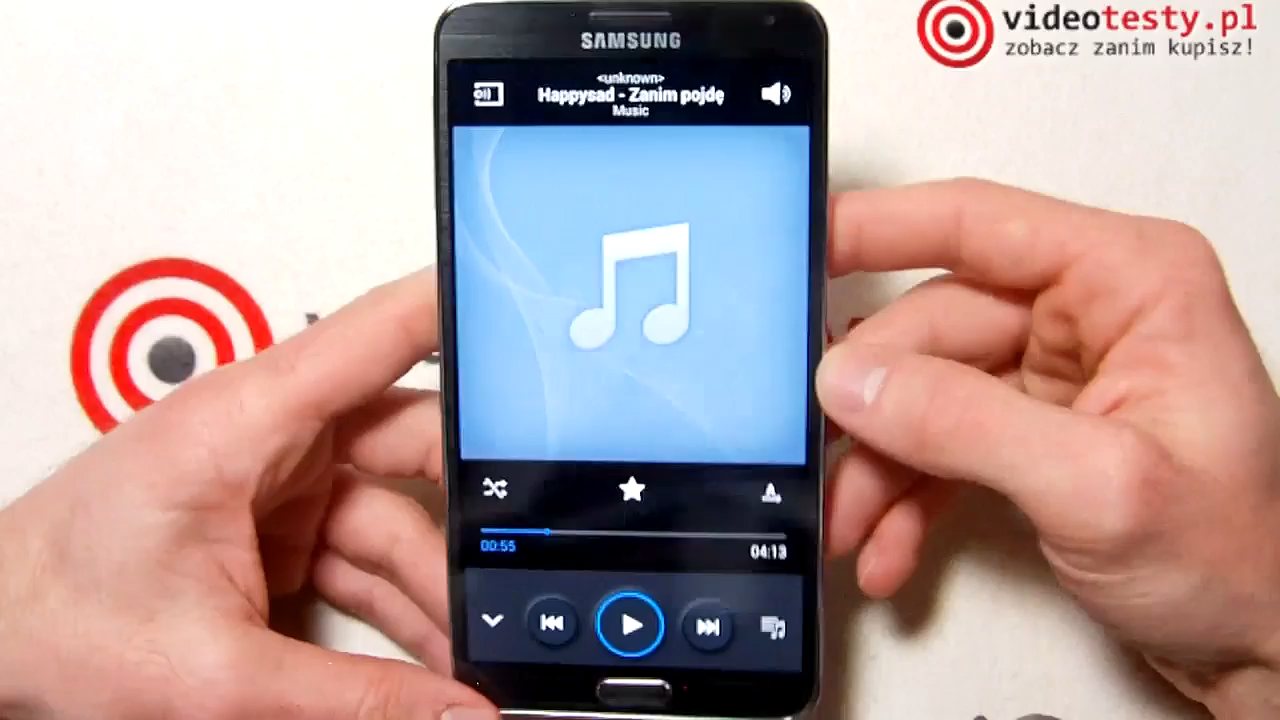 videotesty.pl
zobacz zanim kupisz!
SAMSUNG
<unknown>
Happysad - Zanim pojdę
Music
00:55
04:13